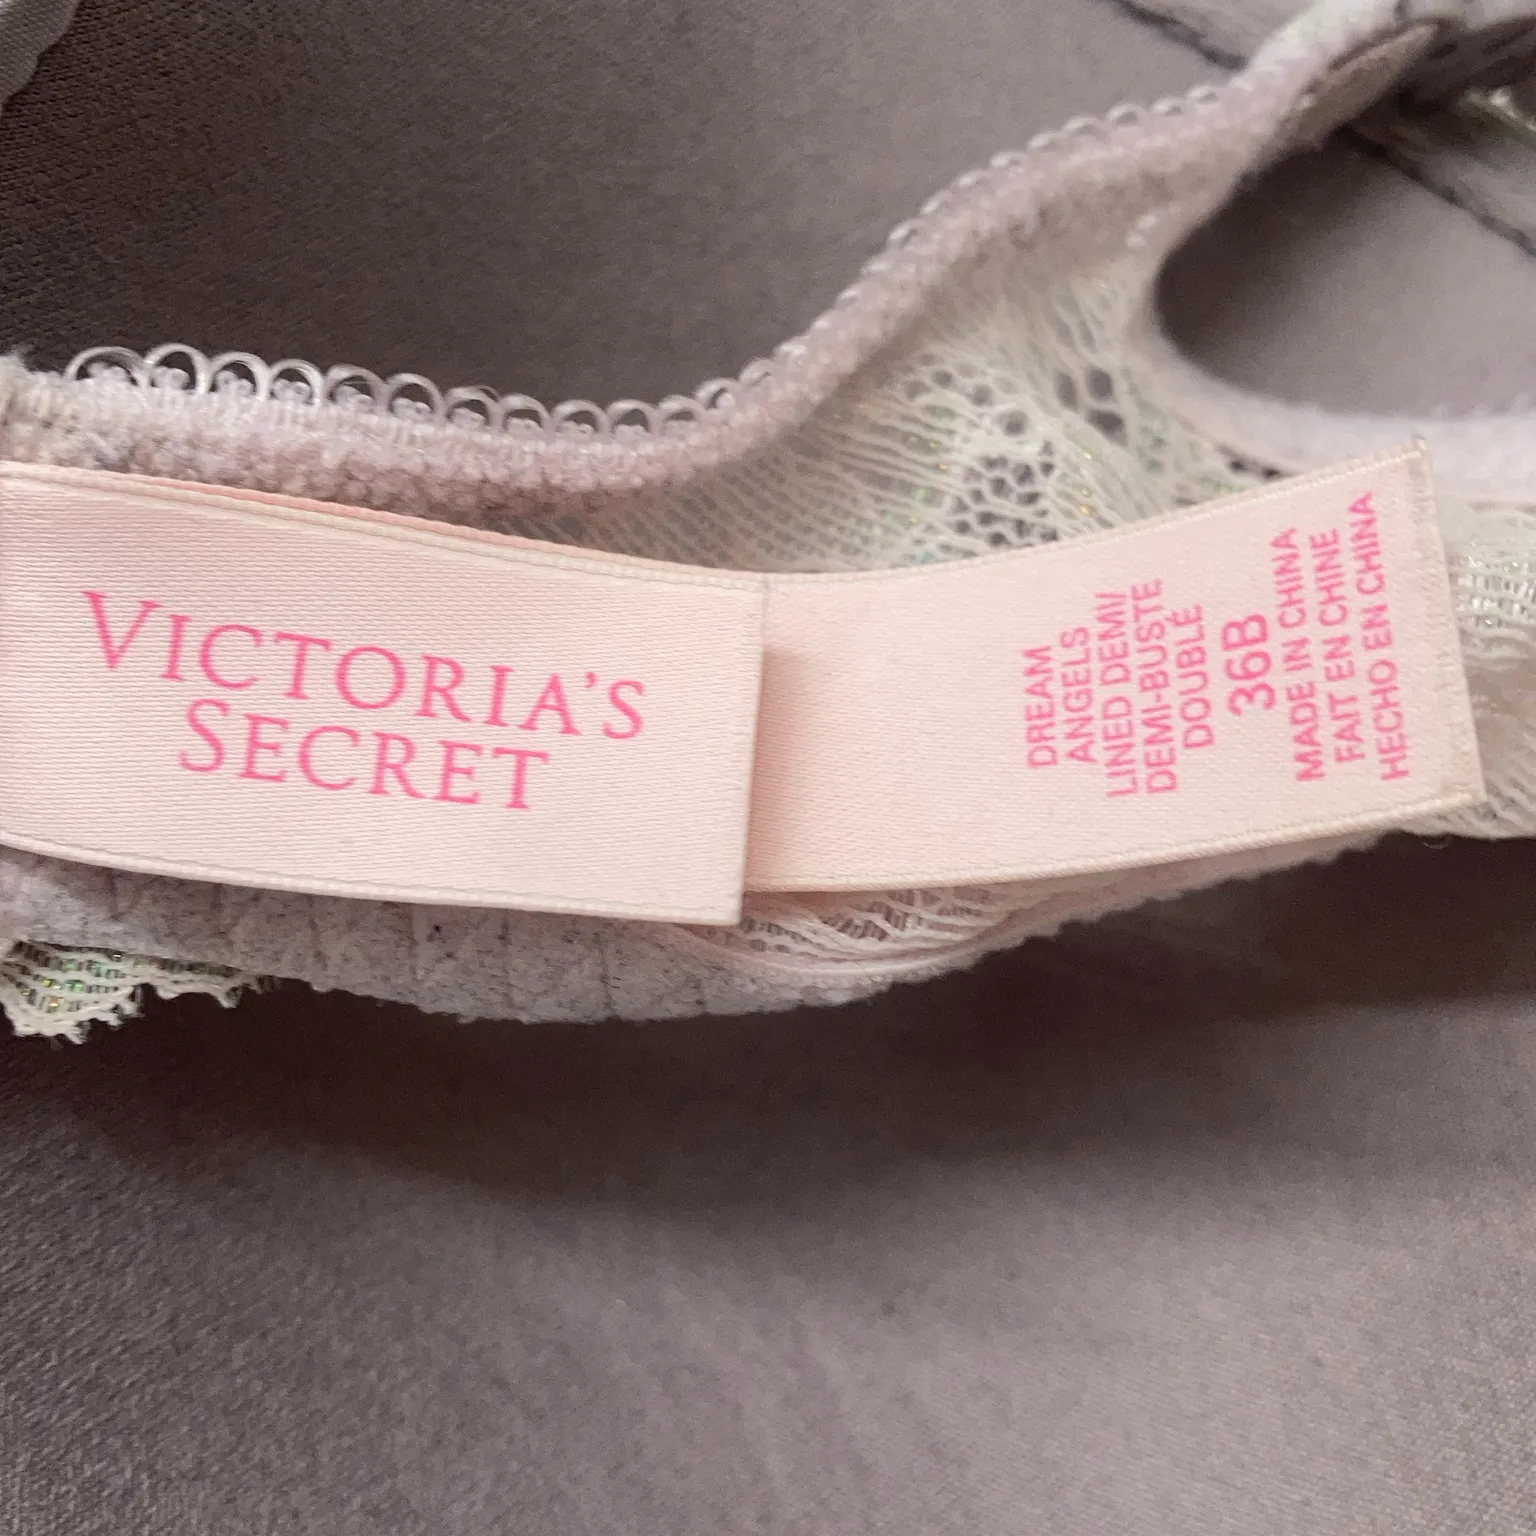 VICTORIA'S
SECRET
DREAM
ANGELS
LINED DEMI/
DEMI-BUSTE
DOUBLÉ
36B
MADE IN CHINA
FAIT EN CHINE
HECHO EN CHINA